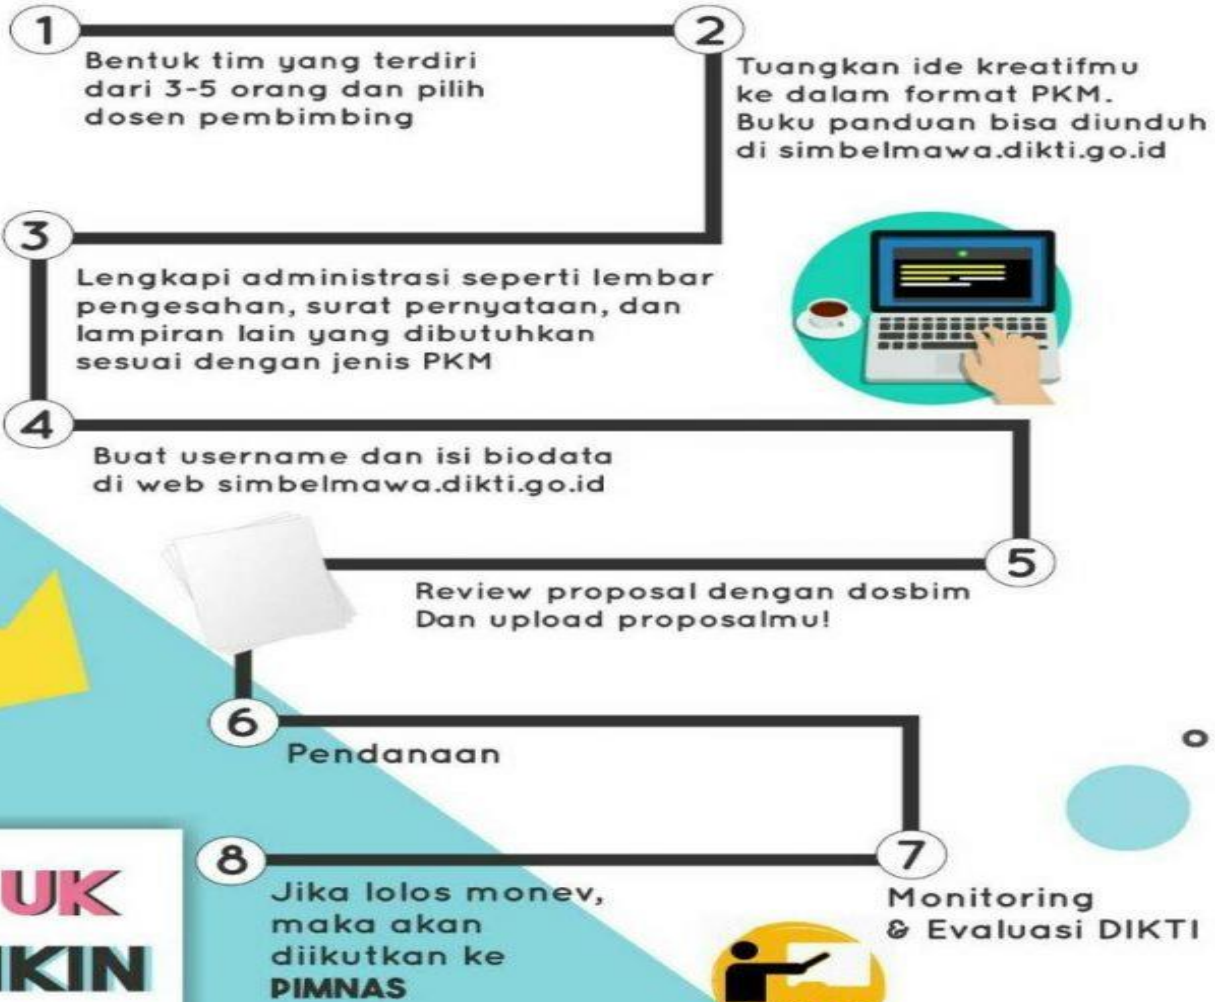 1
Bentuk tim yang terdiri
dari 3-5 orang dan pilih
dosen pembimbing
2
Tuangkan ide kreatifmu
ke dalam format PKM.
Buku panduan bisa diunduh
di simbelmawa.dikti.go.id
3
Lengkapi administrasi seperti lembar
pengesahan, surat pernyataan, dan
lampiran lain yang dibutuhkan
sesuai dengan jenis PKM
4
Buat username dan isi biodata
di web simbelmawa.dikti.go.id
5
Review proposal dengan dosbim
Dan upload proposalmu!
6
Pendanaan
7
Monitoring
& Evaluasi DIKTI
8
Jika lolos monev,
maka akan
diikutkan ke
PIMNAS
UK
KIN